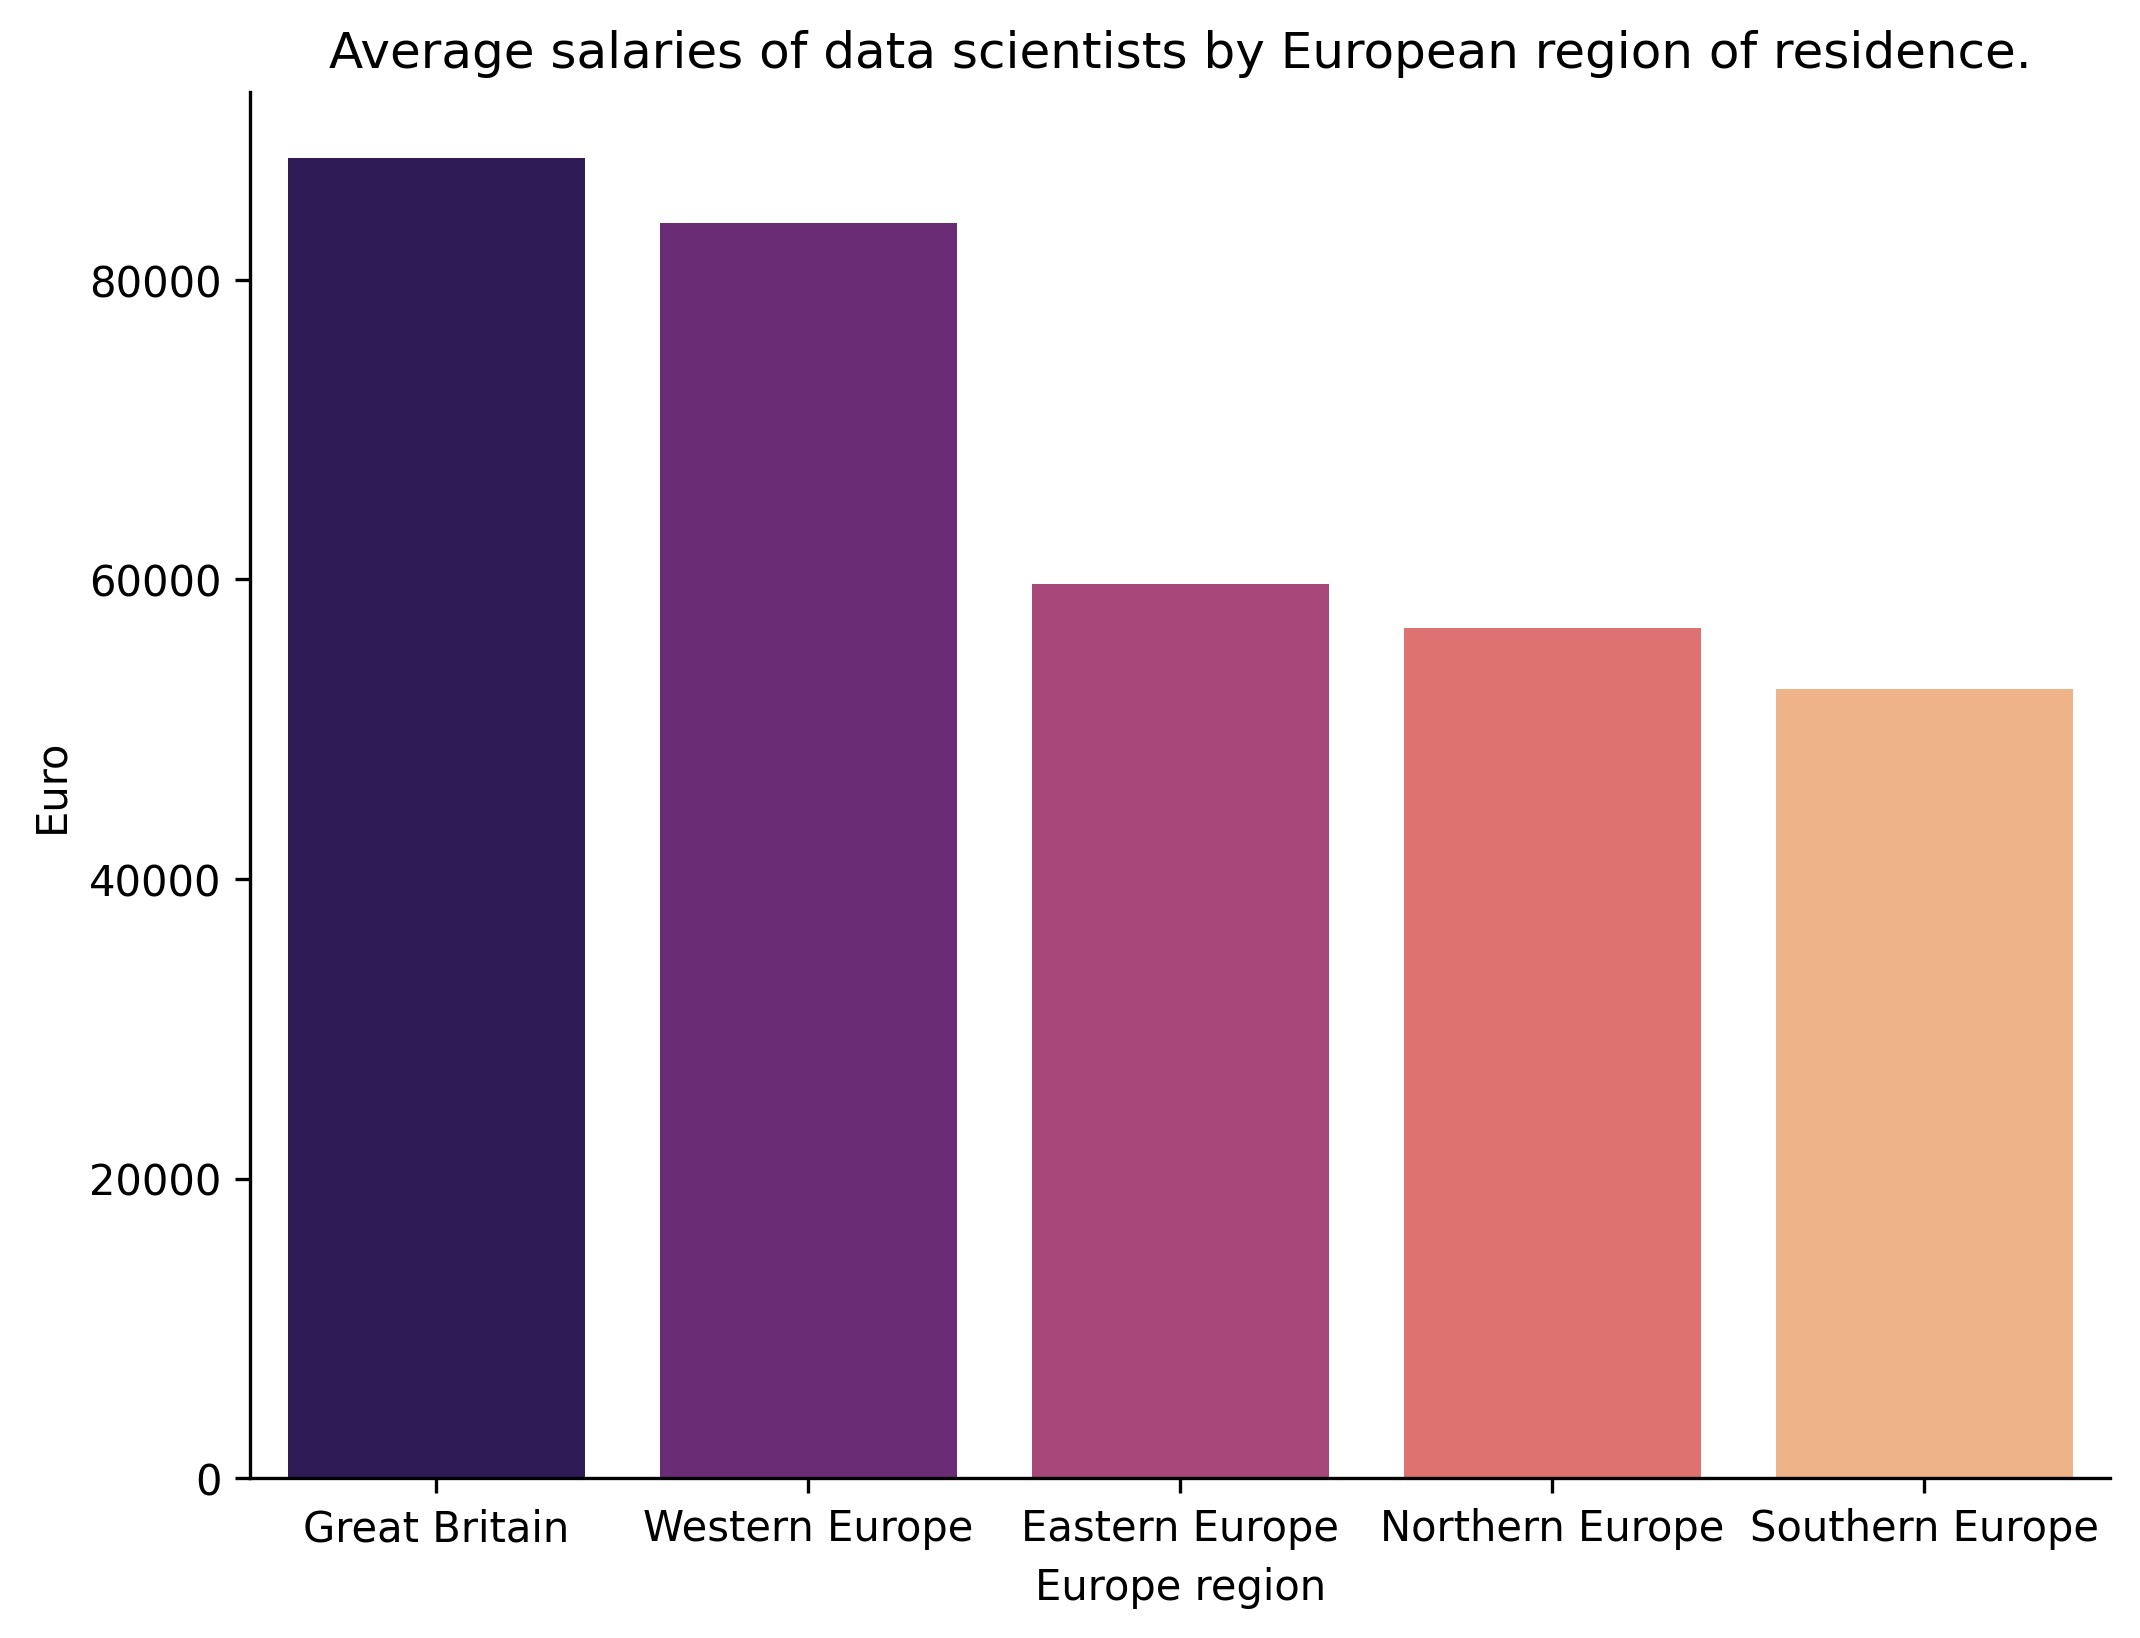 Average salaries of data scientists by European region of residence.
80000
60000
40000
20000
0
Euro
Great Britain
Western Europe
Eastern Europe
Northern Europe
Southern Europe
Europe region